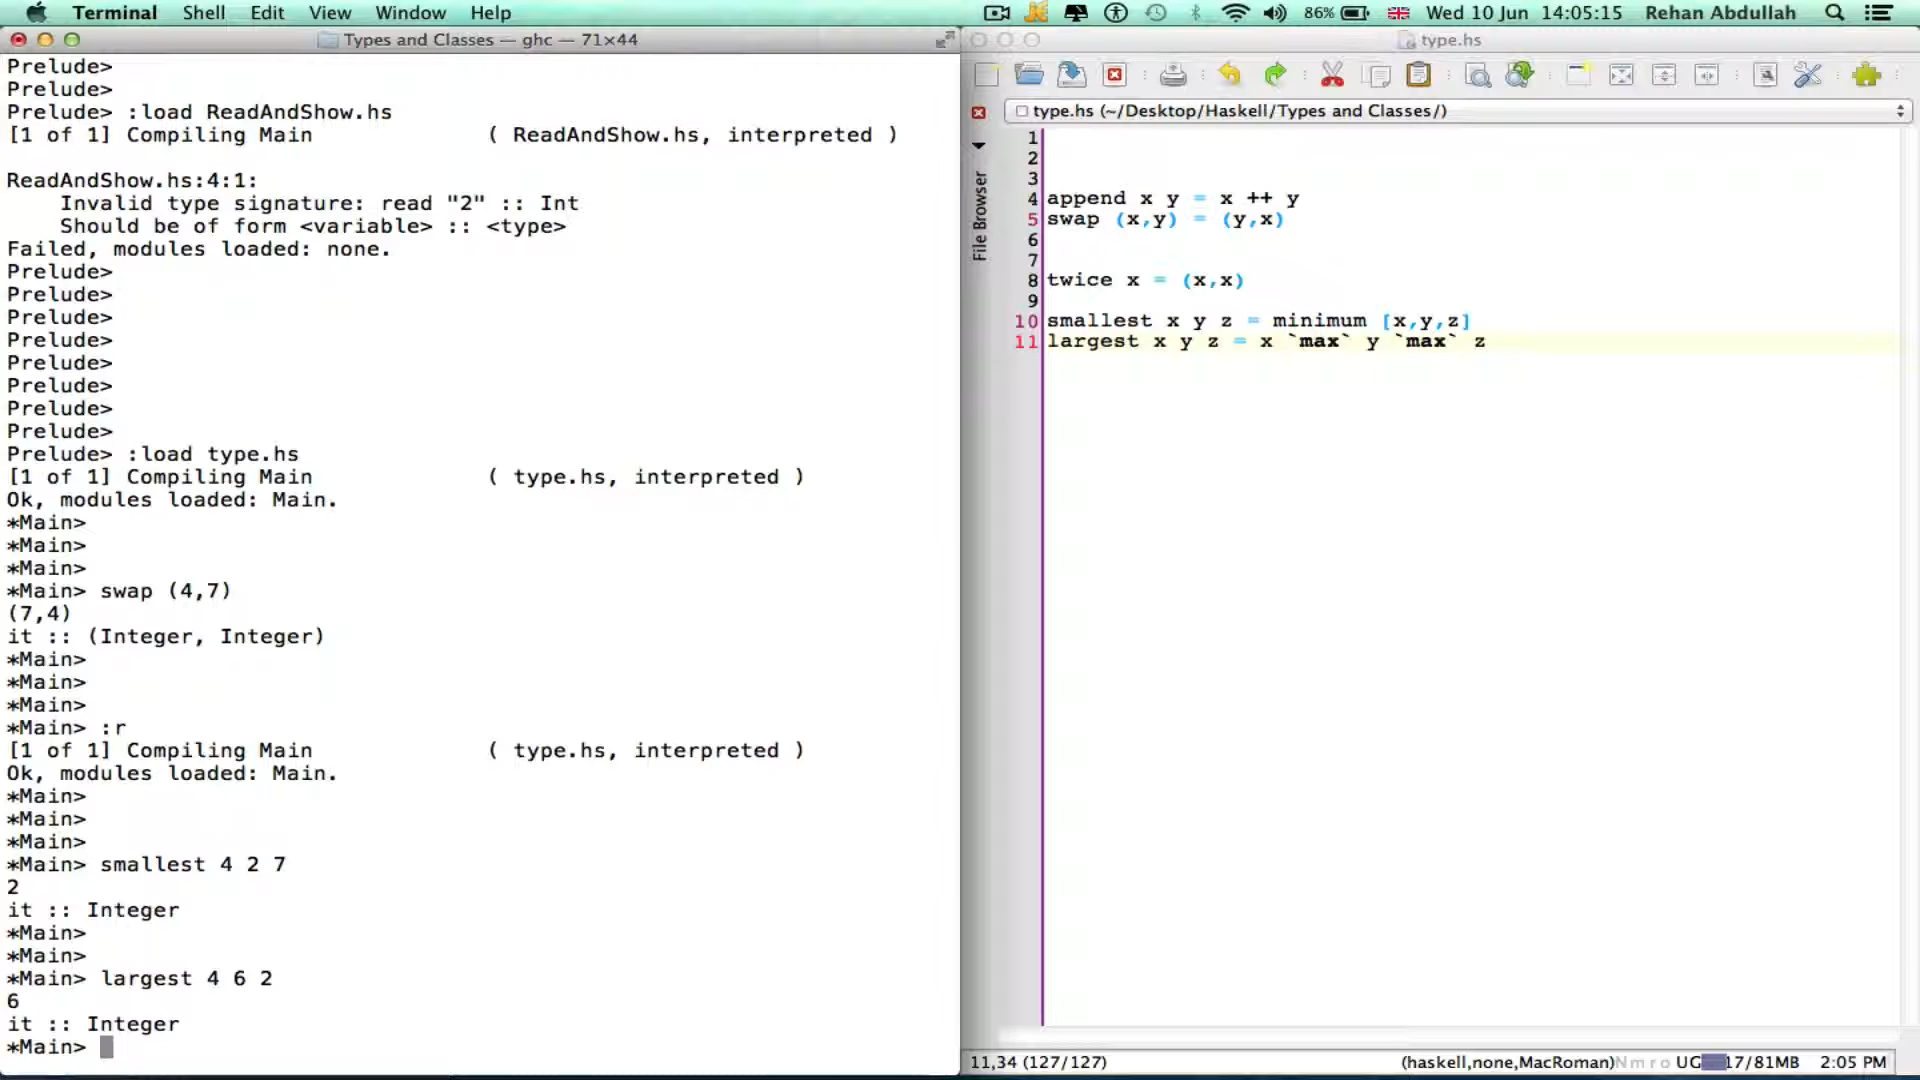 Terminal Shell Edit View Window Help 86% Wed 10 Jun 14:05:15 Rehan Abdullah
Types and Classes — ghc — 71×44
Prelude>
Prelude>
Prelude> :load ReadAndShow.hs
[1 of 1] Compiling Main ( ReadAndShow.hs, interpreted )
ReadAndShow.hs:4:1:
Invalid type signature: read "2" :: Int
Should be of form <variable> :: <type>
Failed, modules loaded: none.
Prelude>
Prelude>
Prelude>
Prelude>
Prelude>
Prelude>
Prelude>
Prelude>
Prelude> :load type.hs
[1 of 1] Compiling Main ( type.hs, interpreted )
Ok, modules loaded: Main.
*Main>
*Main>
*Main>
*Main> swap (4,7)
(7,4)
it :: (Integer, Integer)
*Main>
*Main>
*Main>
*Main> :r
[1 of 1] Compiling Main ( type.hs, interpreted )
Ok, modules loaded: Main.
*Main>
*Main>
*Main>
*Main> smallest 4 2 7
2
it :: Integer
*Main>
*Main>
*Main> largest 4 6 2
6
it :: Integer
*Main>
type.hs
type.hs (~/Desktop/Haskell/Types and Classes/)
File Browser
1
2
3
4 append x y = x ++ y
5 swap (x,y) = (y,x)
6
7
8 twice x = (x,x)
9
10 smallest x y z = minimum [x,y,z]
11 largest x y z = x `max` y `max` z
11,34 (127/127) (haskell,none,MacRoman)N m r o UG 17/81MB 2:05 PM